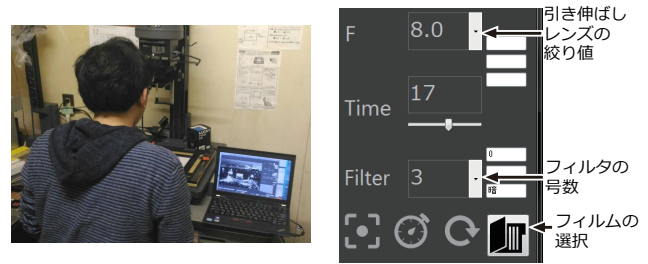 F
8.0
引き伸ばし
レンズの
絞り値
Time
17
0
Filter
3
暗
フィルタの
号数
フィルムの
選択